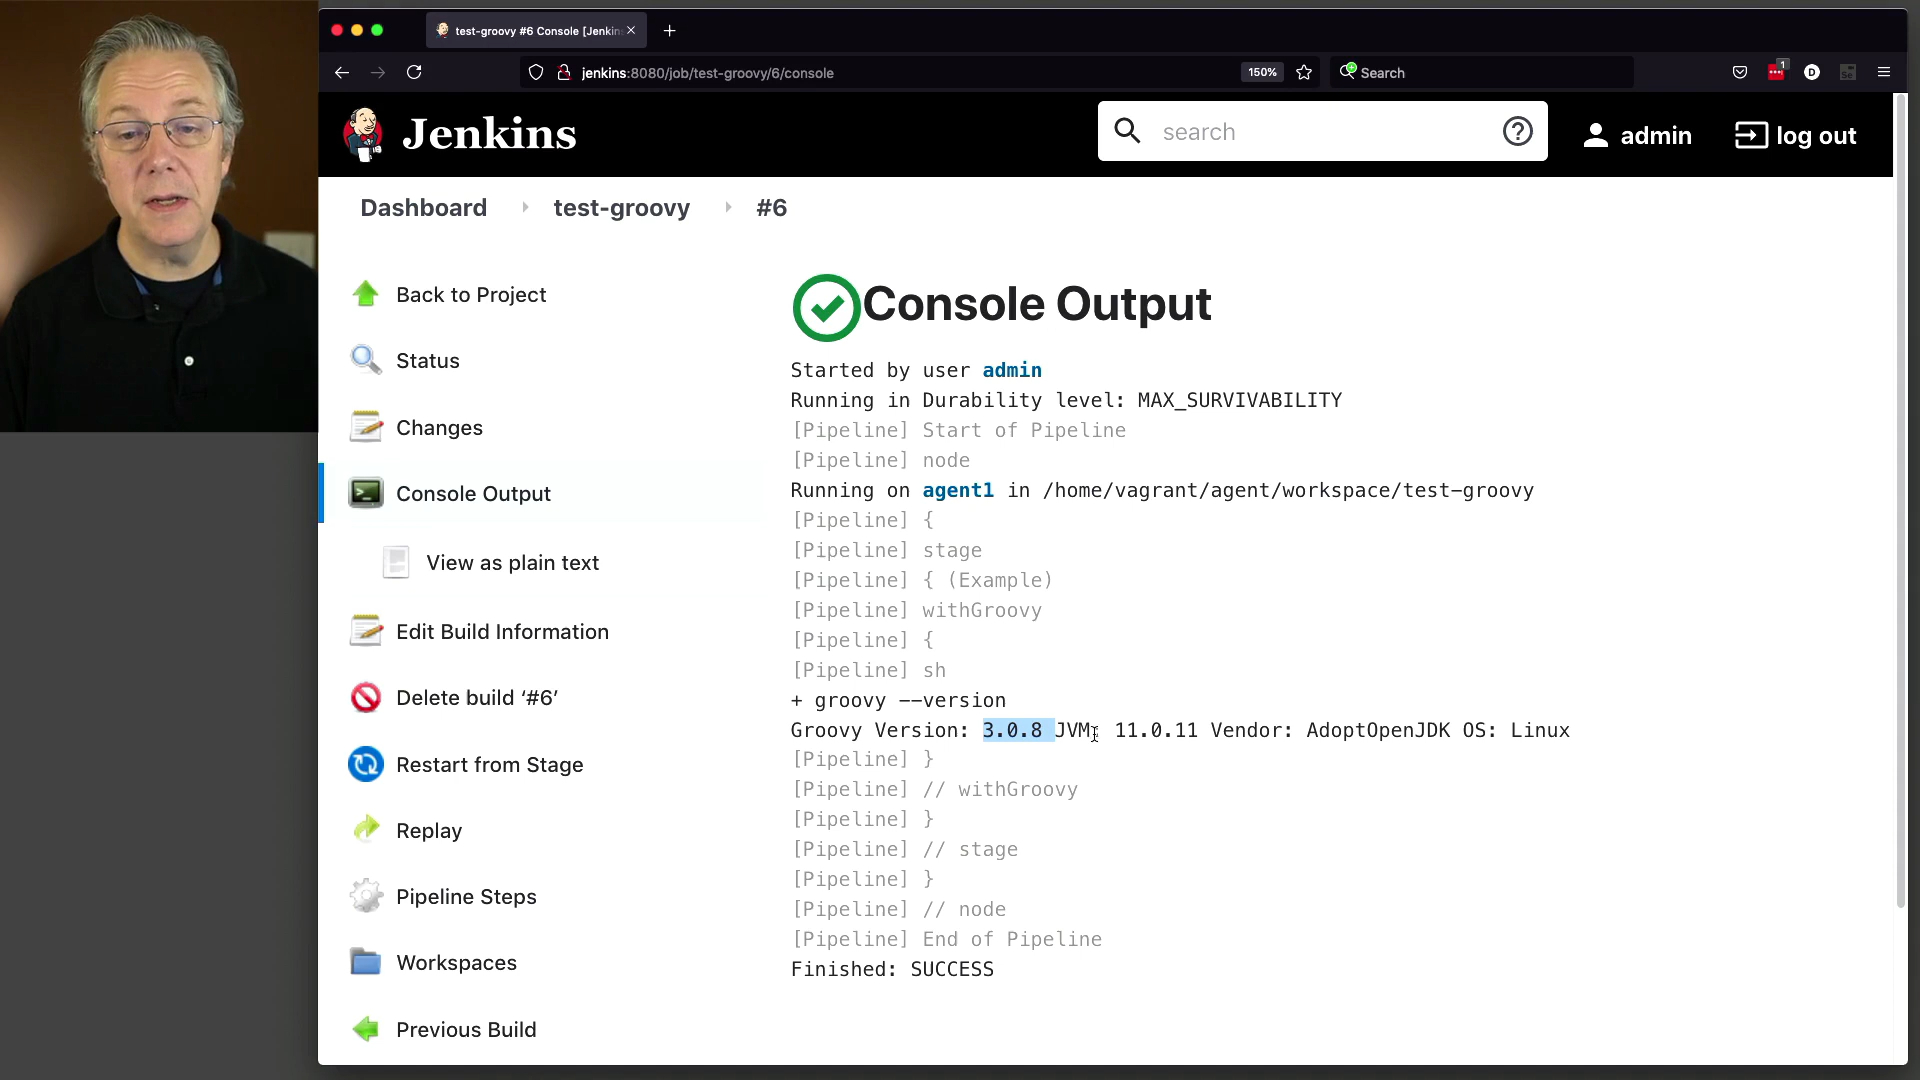 test-groovy #6 Console [Jenkin
jenkins:8080/job/test-groovy/6/console
150%
Search
1
D
Jenkins
search
admin
log out
Dashboard
test-groovy
#6
Back to Project
Status
Changes
Console Output
View as plain text
Edit Build Information
Delete build ‘#6’
Restart from Stage
Replay
Pipeline Steps
Workspaces
Previous Build
Console Output
Started by user admin
Running in Durability level: MAX_SURVIVABILITY
[Pipeline] Start of Pipeline
[Pipeline] node
Running on agent1 in /home/vagrant/agent/workspace/test-groovy
[Pipeline] {
[Pipeline] stage
[Pipeline] { (Example)
[Pipeline] withGroovy
[Pipeline] {
[Pipeline] sh
+ groovy --version
Groovy Version: 3.0.8 JVM: 11.0.11 Vendor: AdoptOpenJDK OS: Linux
[Pipeline] }
[Pipeline] // withGroovy
[Pipeline] }
[Pipeline] // stage
[Pipeline] }
[Pipeline] // node
[Pipeline] End of Pipeline
Finished: SUCCESS